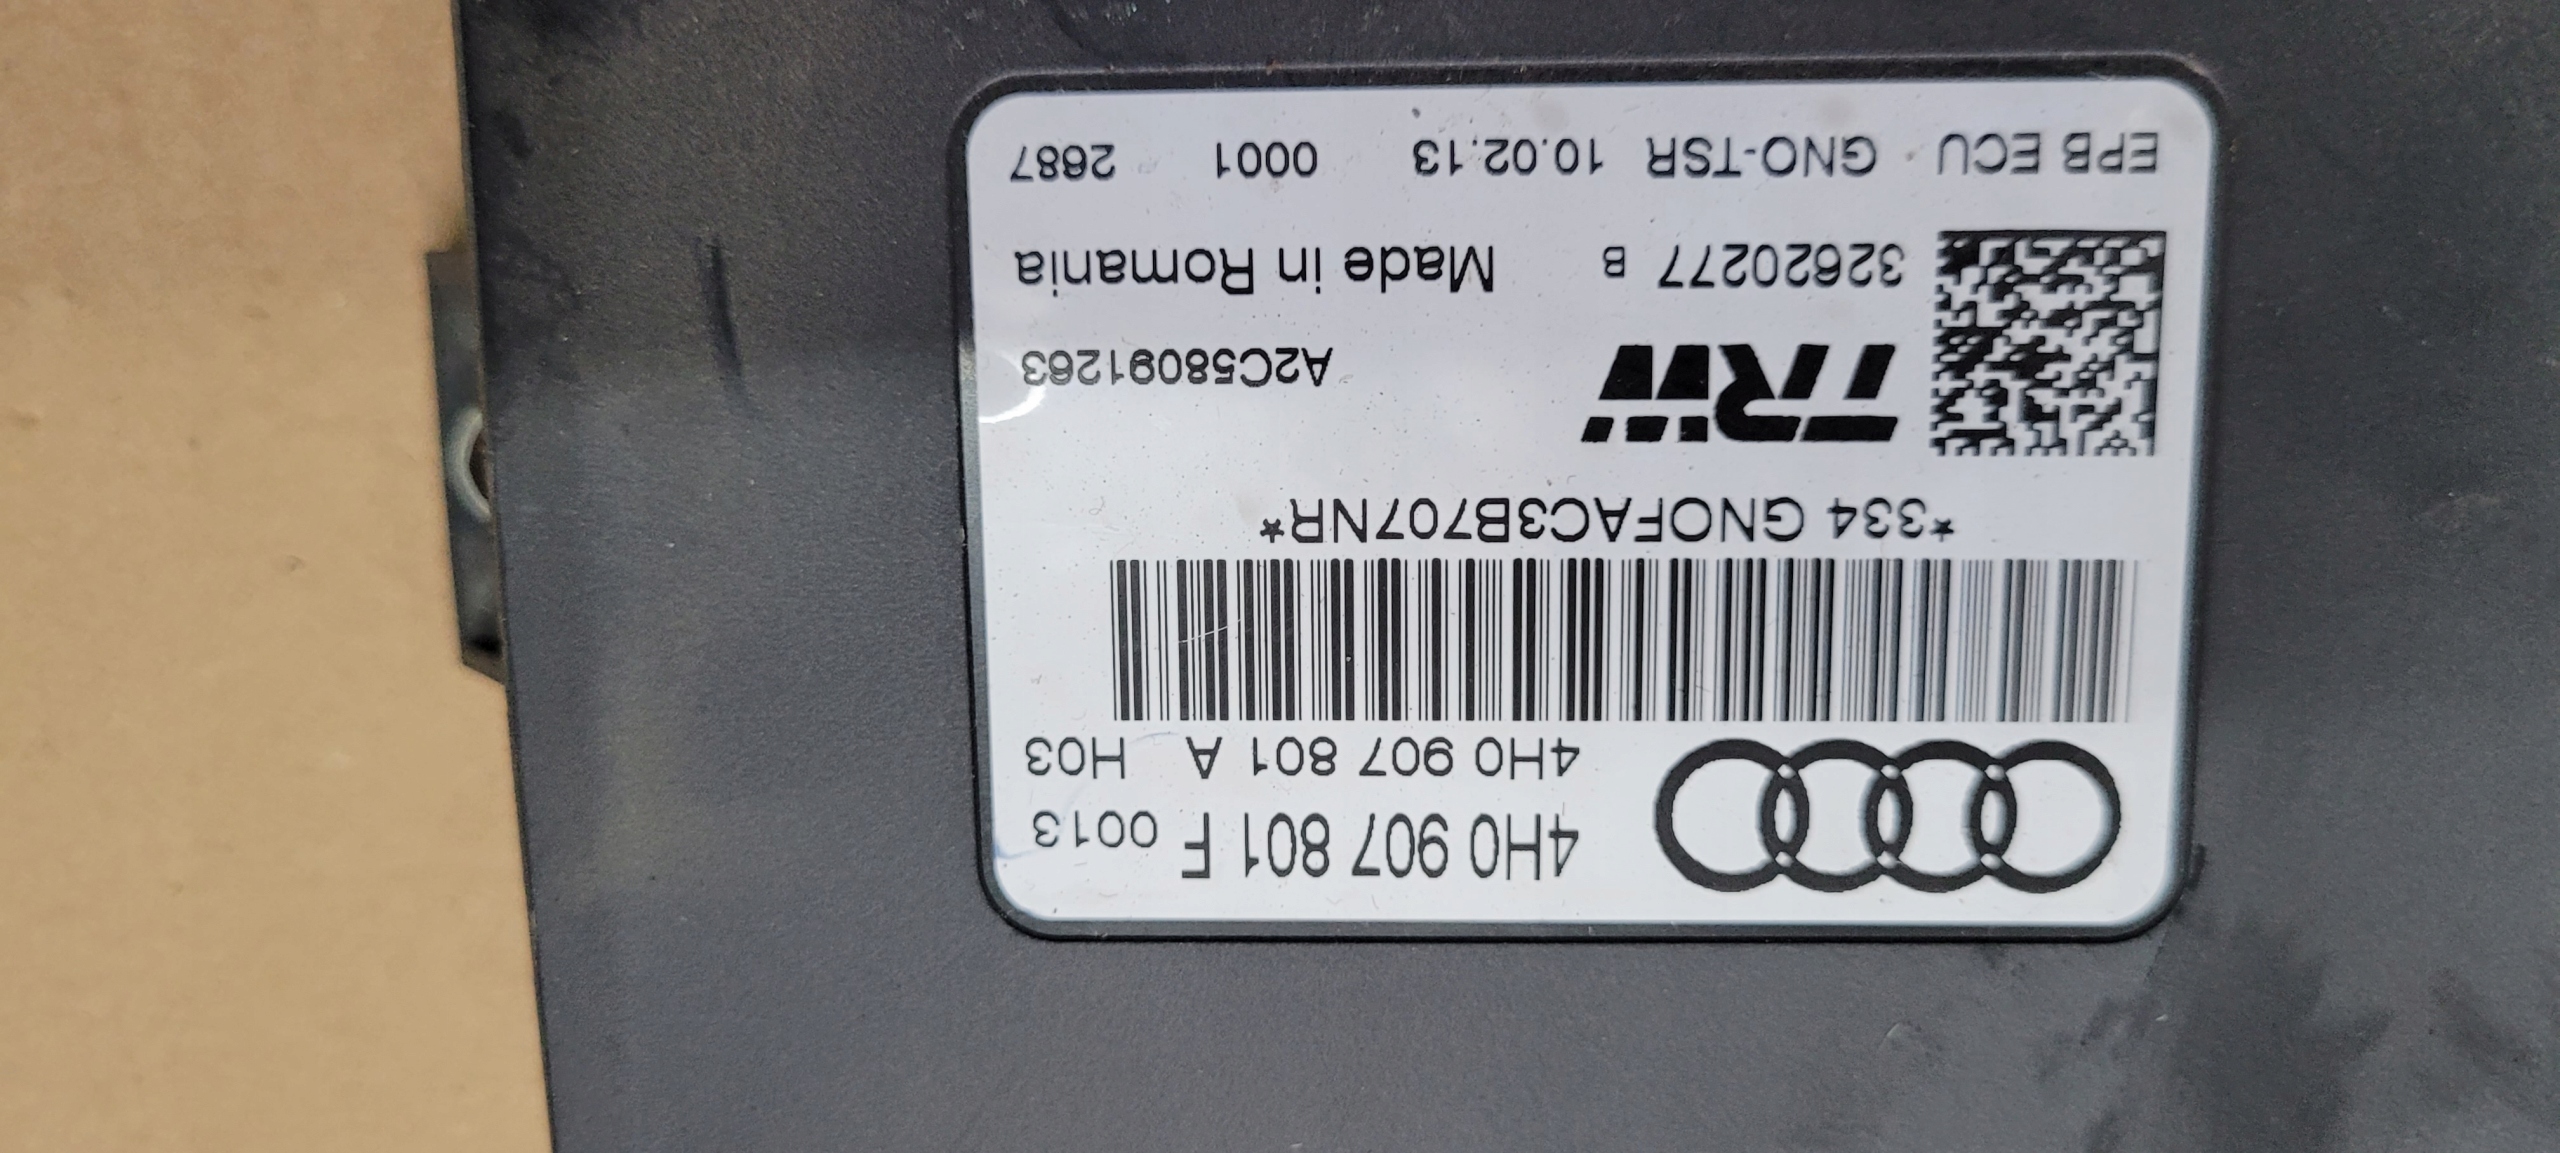 4H0 907 801 F 0013
4H0 907 801 A H03
*334 GNOFAC3B707NR*
TRW A2C58091263
32620277 B Made in Romania
EPB ECU GNO-TSR 10.02.13 0001 2687